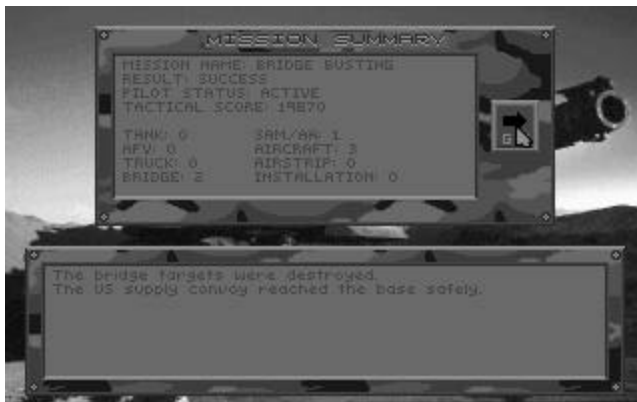 MISSION SUMMARY
MISSION NAME: BRIDGE BUSTING
RESULT: SUCCESS
PILOT STATUS: ACTIVE
TACTICAL SCORE: 19870
TANK: 0 SAM/AA: 1
AFV: 0 AIRCRAFT: 3
TRUCK: 0 AIRSTRIP: 0
BRIDGE: 2 INSTALLATION: 0
G
The bridge targets were destroyed.
The US supply convoy reached the base safely.